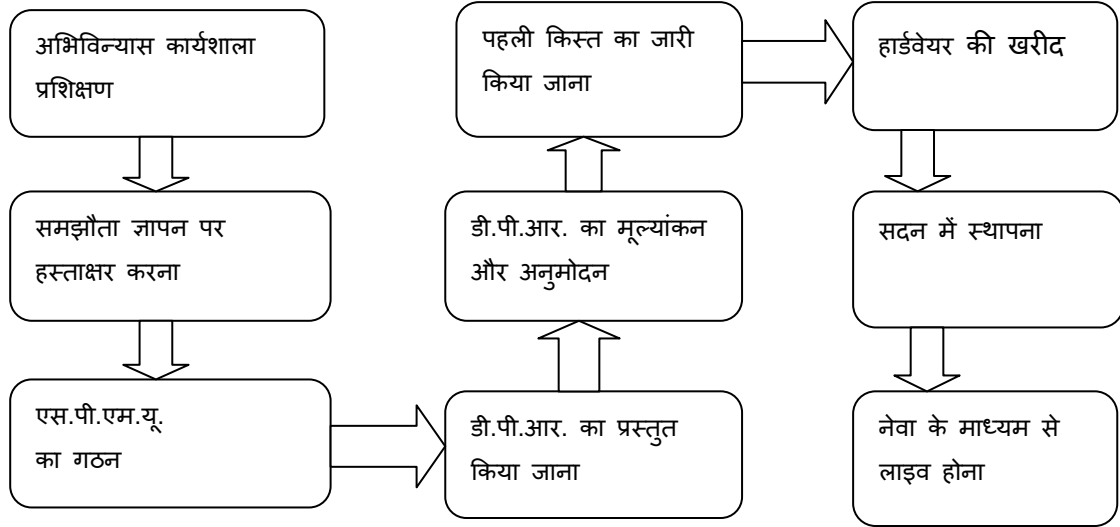 अभिविन्यास कार्यशाला
प्रशिक्षण
समझौता ज्ञापन पर
हस्ताक्षर करना
एस.पी.एम.यू.
का गठन
डी.पी.आर. का प्रस्तुत
किया जाना
डी.पी.आर. का मूल्यांकन
और अनुमोदन
पहली किस्त का जारी
किया जाना
हार्डवेयर की खरीद
सदन में स्थापना
नेवा के माध्यम से
लाइव होना